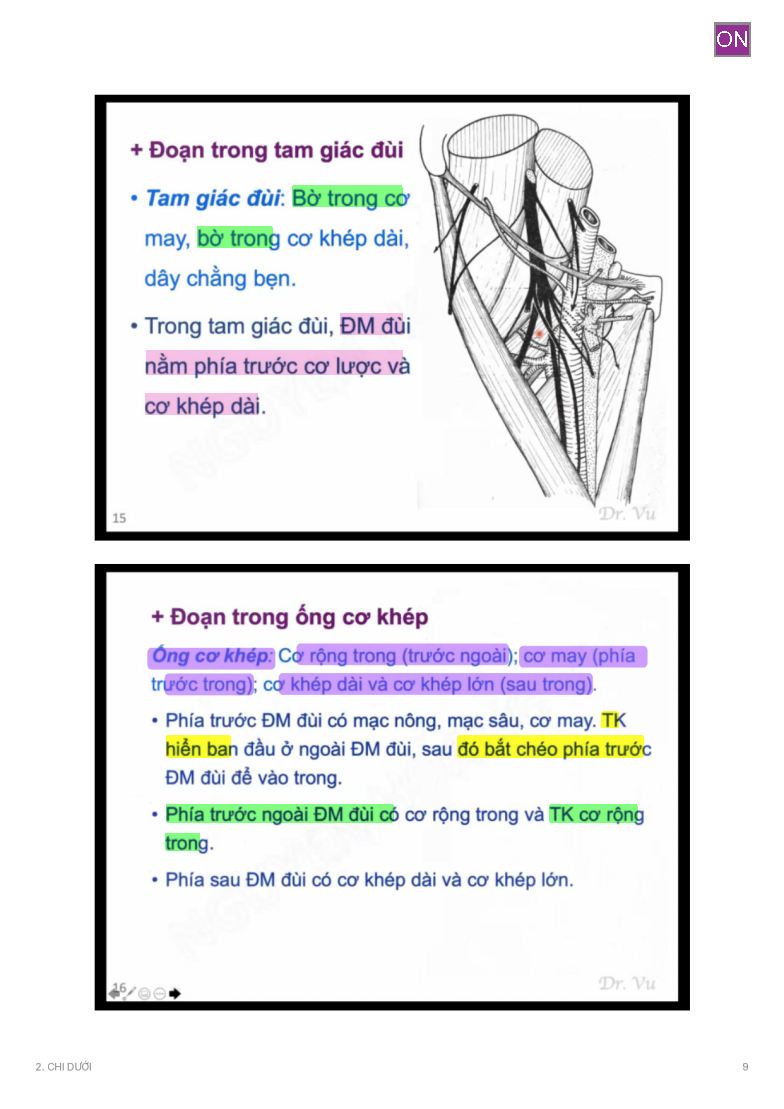 ON
+ Đoạn trong tam giác đùi
• Tam giác đùi: Bờ trong cơ
may, bờ trong cơ khép dài,
dây chằng bẹn.
• Trong tam giác đùi, ĐM đùi
nằm phía trước cơ lược và
cơ khép dài.
15
Dr. Vu
+ Đoạn trong ống cơ khép
Ống cơ khép: Cơ rộng trong (trước ngoài); cơ may (phía
trước trong); cơ khép dài và cơ khép lớn (sau trong).
• Phía trước ĐM đùi có mạc nông, mạc sâu, cơ may. TK
hiển ban đầu ở ngoài ĐM đùi, sau đó bắt chéo phía trước
ĐM đùi để vào trong.
• Phía trước ngoài ĐM đùi có cơ rộng trong và TK cơ rộng
trong.
• Phía sau ĐM đùi có cơ khép dài và cơ khép lớn.
16
Dr. Vu
2. CHI DƯỚI
9